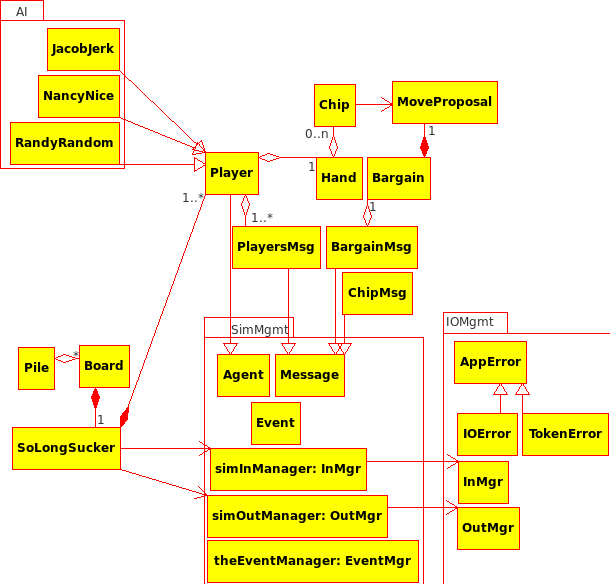 AI
JacobJerk
NancyNice
RandyRandom
Chip
MoveProposal
0..n
1
Player
1
Hand
Bargain
1..*
1..*
1
PlayersMsg
BargainMsg
ChipMsg
SimMgmt
IOMgmt
Pile
*
Board
Agent
Message
AppError
1
Event
IOError
TokenError
SoLongSucker
simInManager: InMgr
InMgr
simOutManager: OutMgr
OutMgr
theEventManager: EventMgr